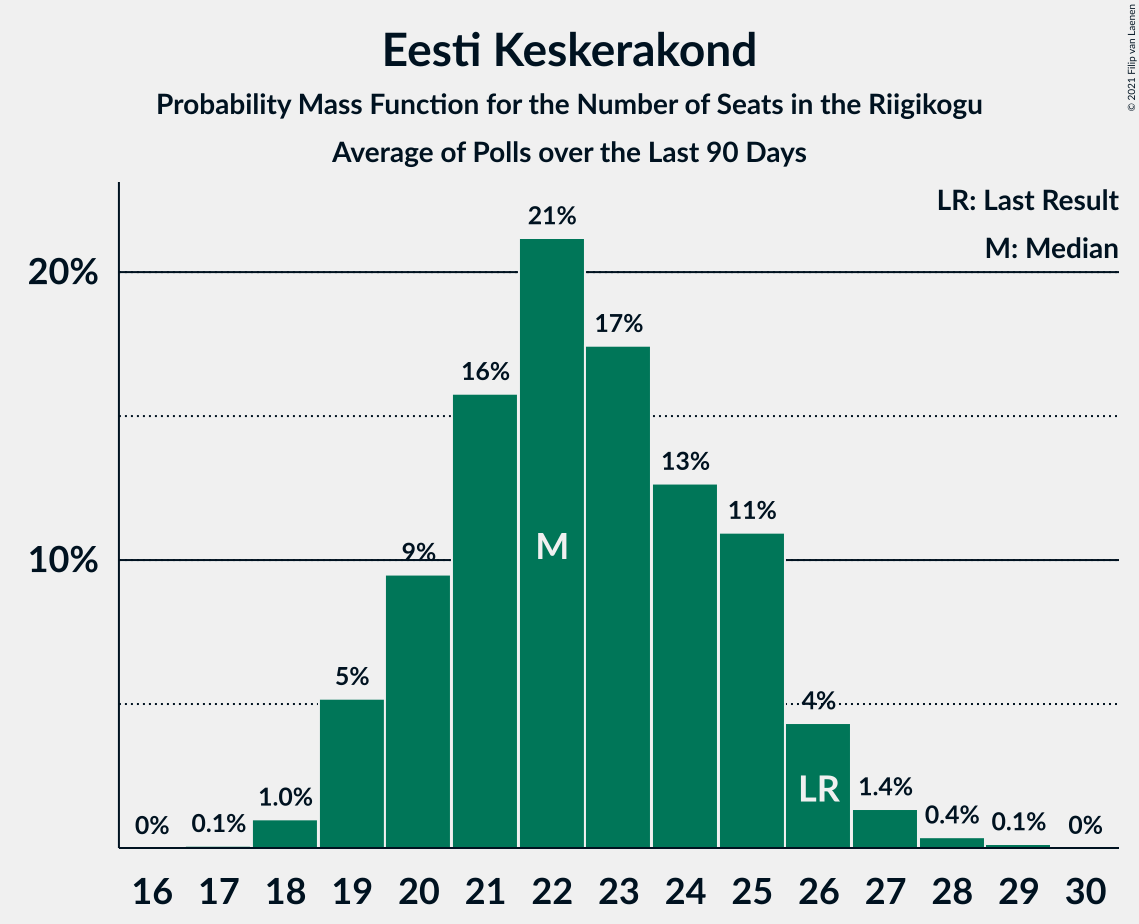 Eesti Keskerakond
Probability Mass Function for the Number of Seats in the Riigikogu
Average of Polls over the Last 90 Days
© 2021 Filip van Laenen
LR: Last Result
M: Median
20%
10%
0%
0.1%
1.0%
5%
9%
16%
21%
17%
13%
11%
4%
1.4%
0.4%
0.1%
0%
M
LR
16 17 18 19 20 21 22 23 24 25 26 27 28 29 30